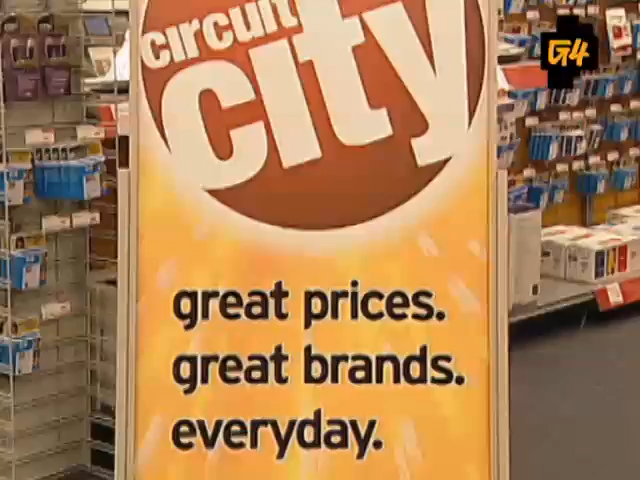 G4
circuit
city
great prices.
great brands.
everyday.